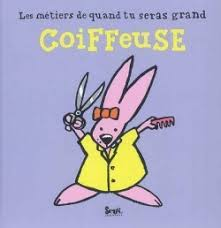 Les métiers de quand tu seras grand
COiFFEUSE
Seuil